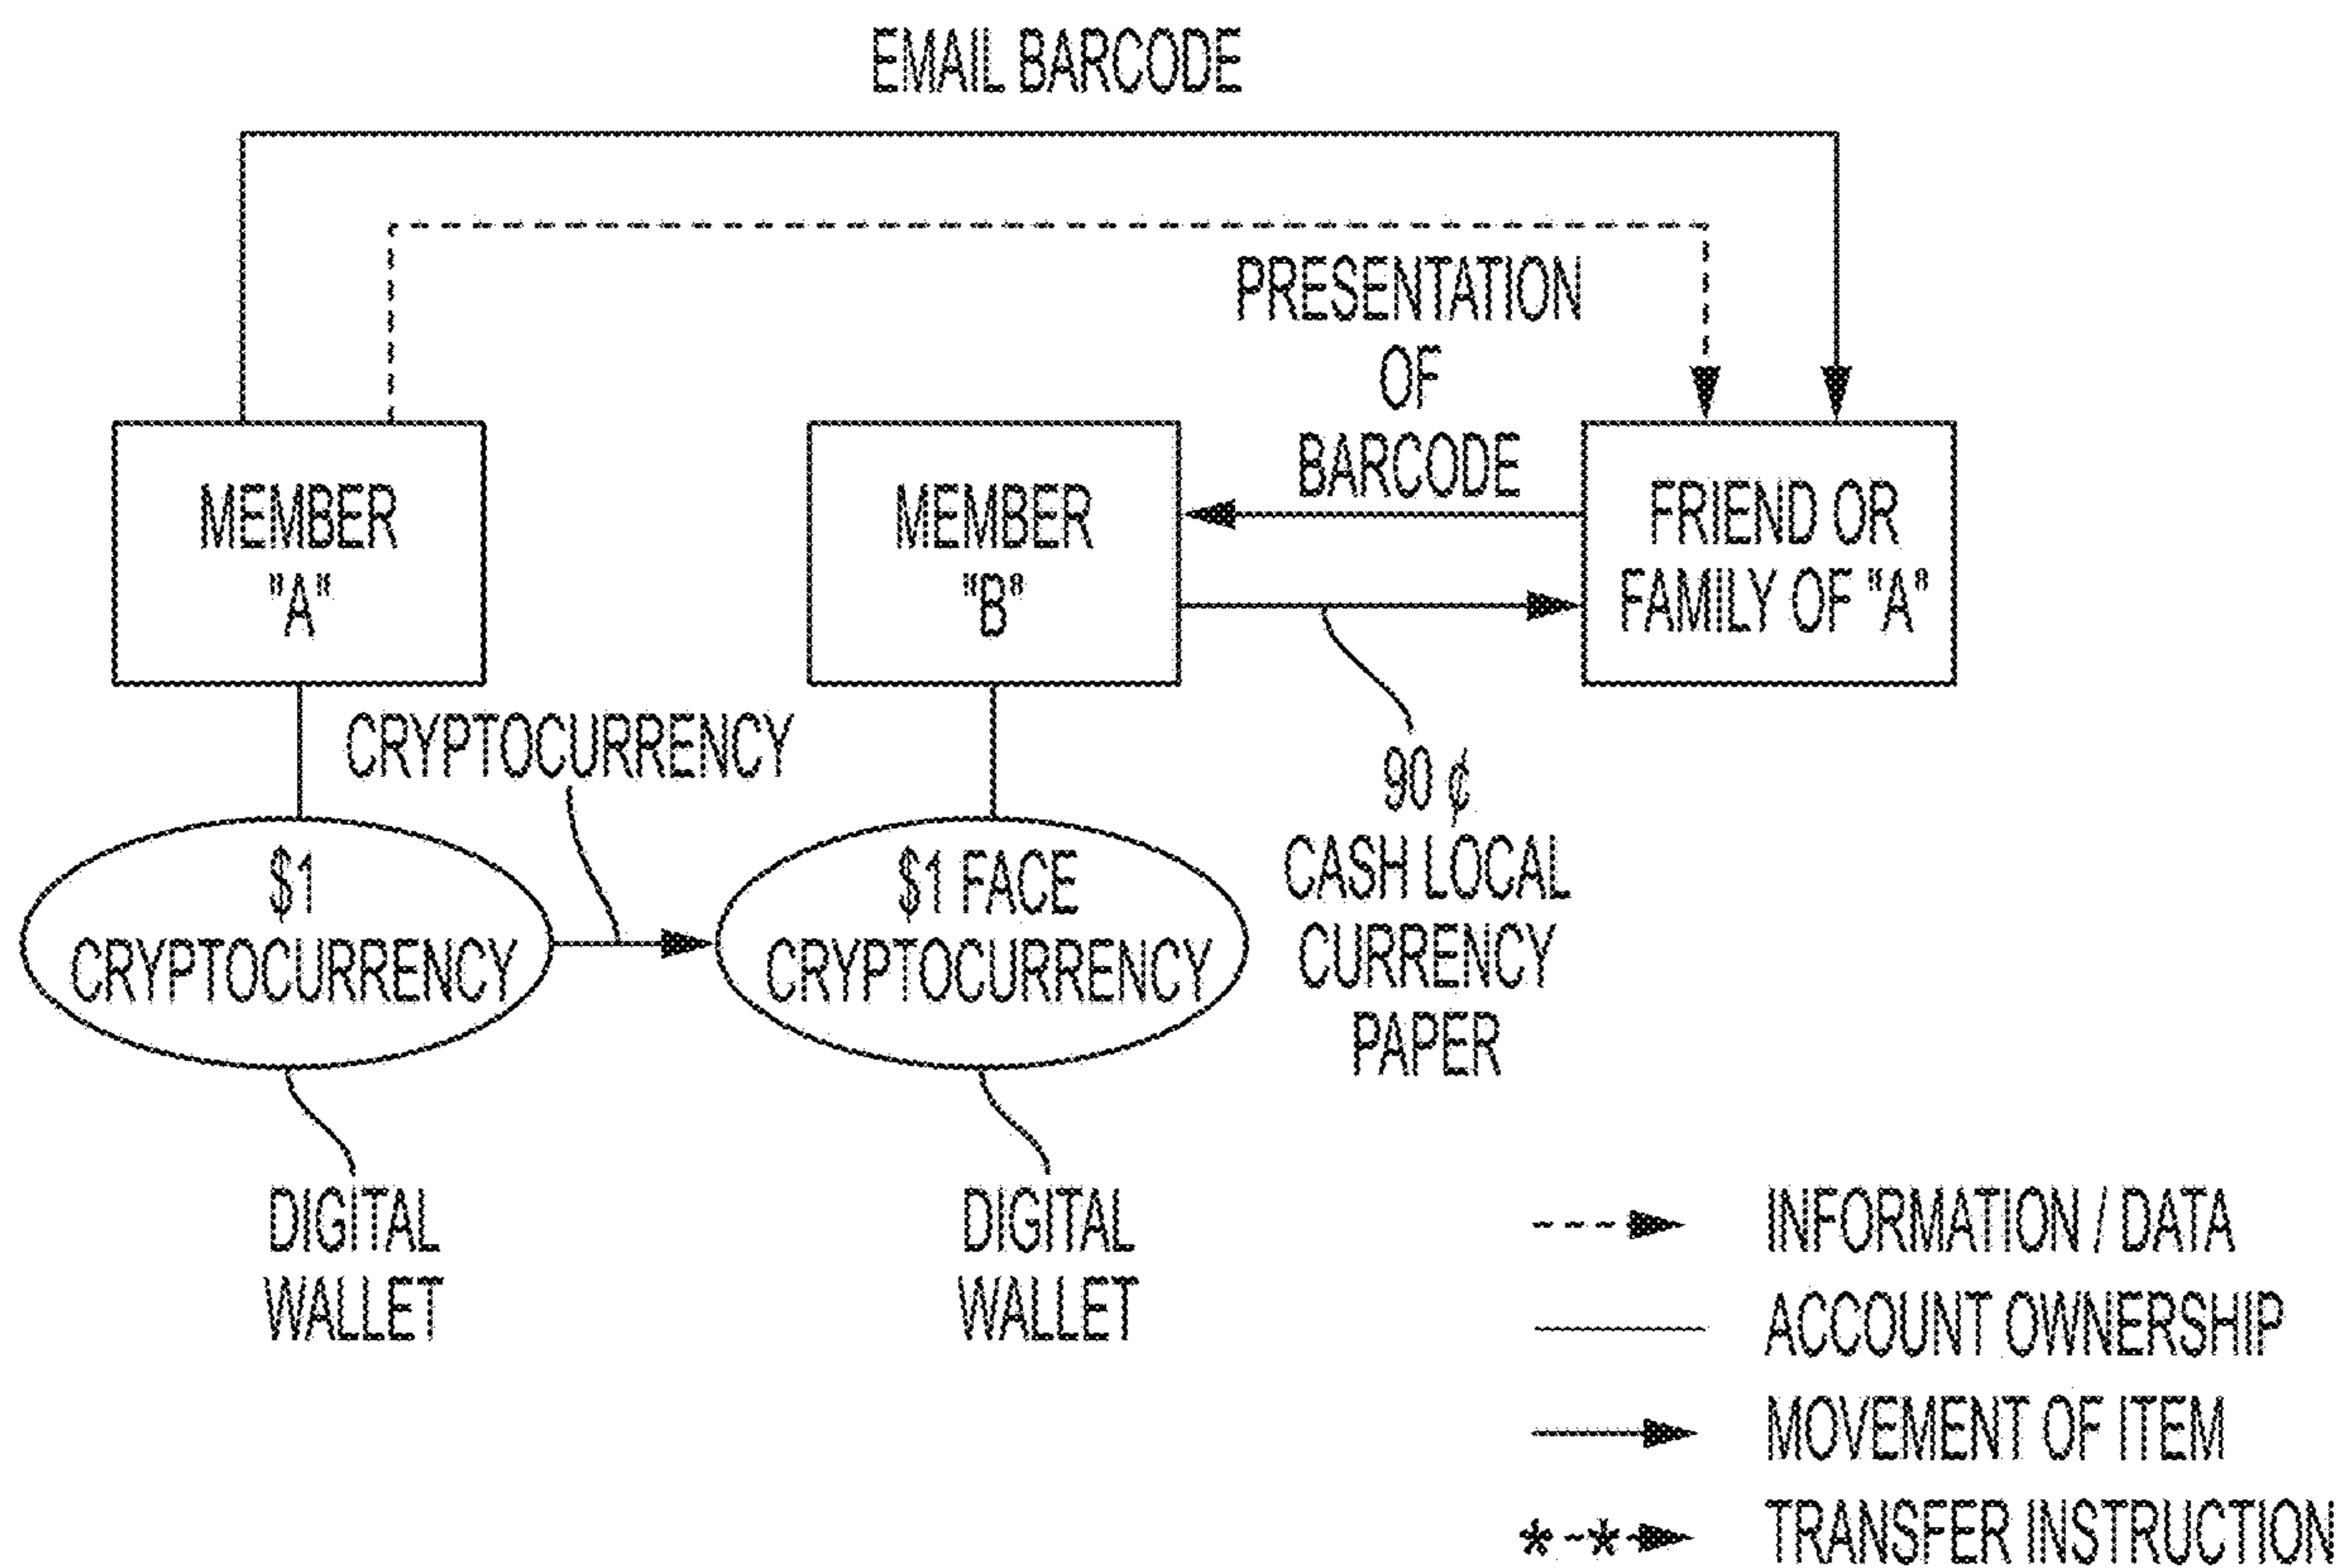 EMAIL BARCODE
PRESENTATION
OF
BARCODE
MEMBER
"A"
MEMBER
"B"
FRIEND OR
FAMILY OF "A"
CRYPTOCURRENCY
90 ¢
CASH LOCAL
CURRENCY
PAPER
$1
CRYPTOCURRENCY
$1 FACE
CRYPTOCURRENCY
DIGITAL
WALLET
DIGITAL
WALLET
INFORMATION / DATA
ACCOUNT OWNERSHIP
MOVEMENT OF ITEM
TRANSFER INSTRUCTION